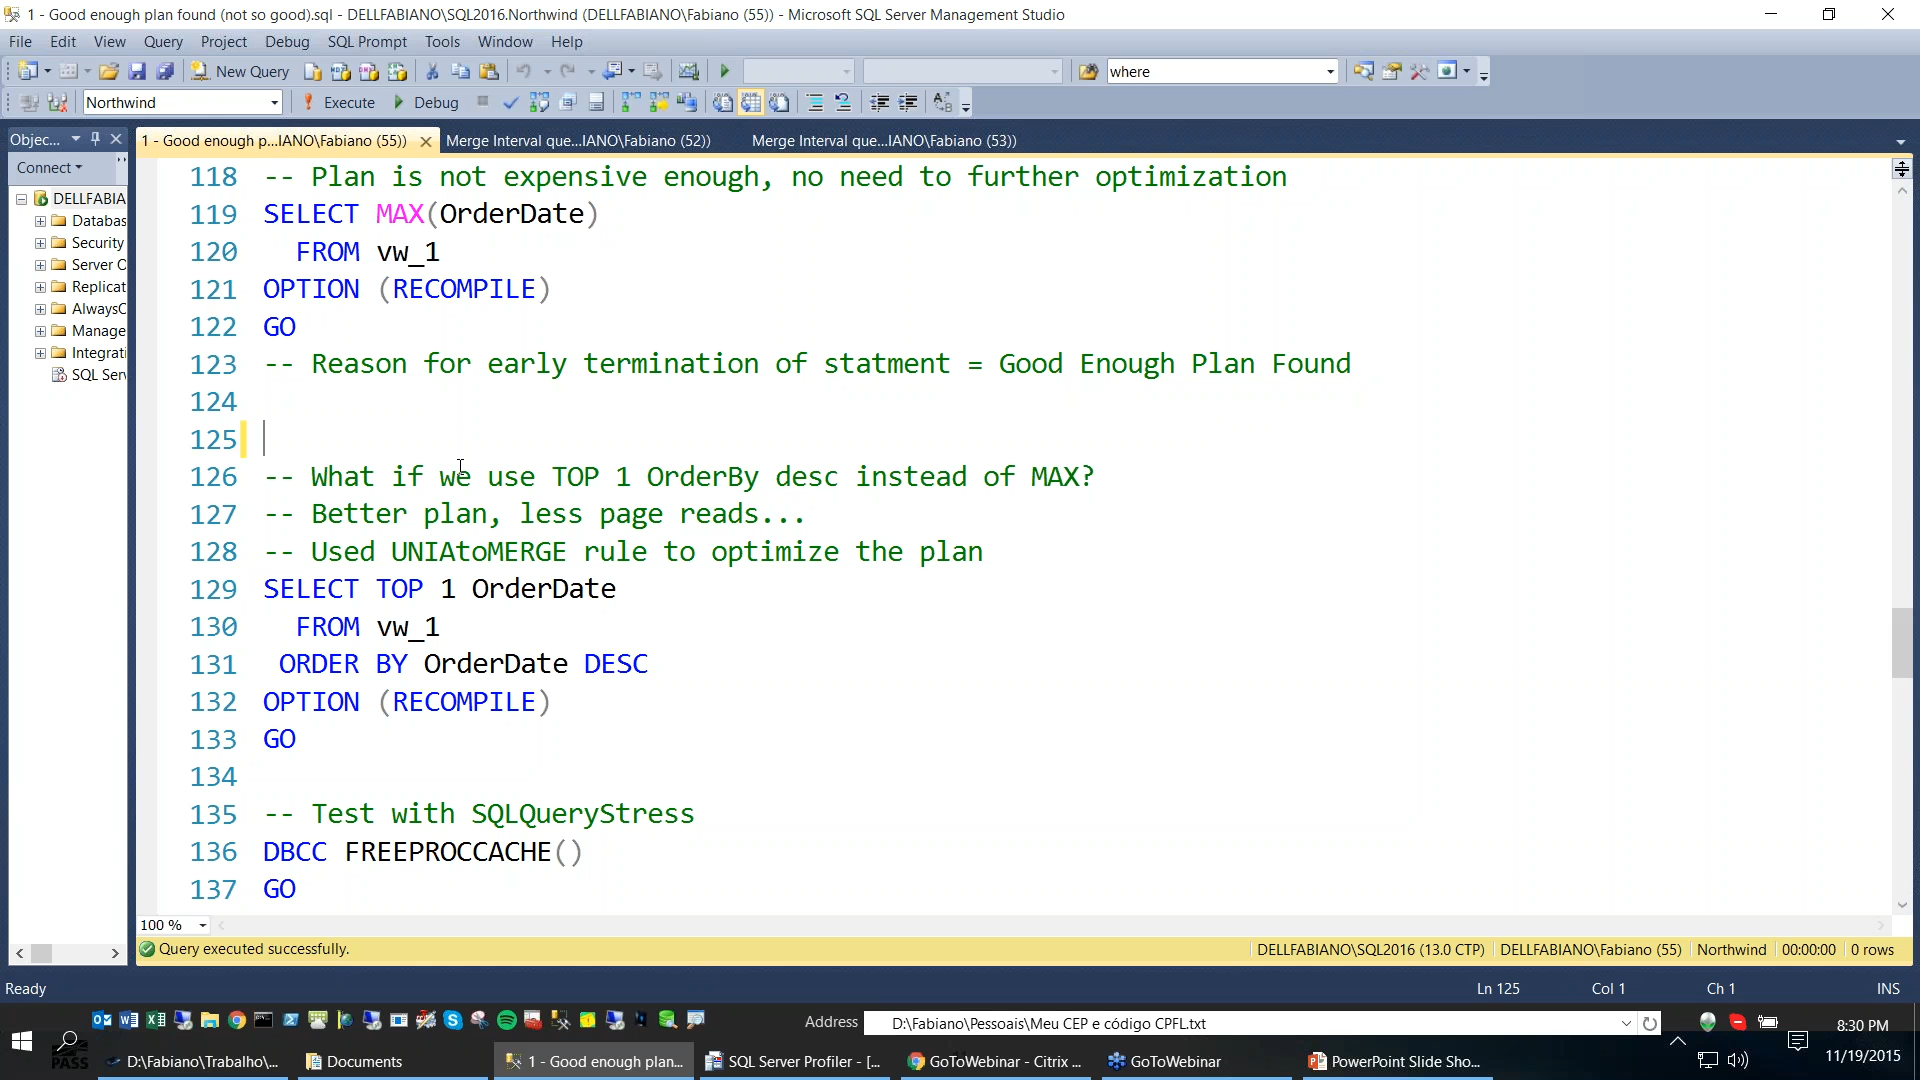 1 - Good enough plan found (not so good).sql - DELLFABIANO\SQL2016.Northwind (DELLFABIANO\Fabiano (55)) - Microsoft SQL Server Management Studio
File Edit View Query Project Debug SQL Prompt Tools Window Help
New Query where
Northwind Execute Debug
Objec... 1 - Good enough p...IANO\Fabiano (55)) Merge Interval que...IANO\Fabiano (52)) Merge Interval que...IANO\Fabiano (53))
Connect
DELLFABIA
Databas
Security
Server O
Replicat
AlwaysO
Manage
Integrati
SQL Serv
118 -- Plan is not expensive enough, no need to further optimization
119 SELECT MAX(OrderDate)
120 FROM vw_1
121 OPTION (RECOMPILE)
122 GO
123 -- Reason for early termination of statment = Good Enough Plan Found
124
125
126 -- What if we use TOP 1 OrderBy desc instead of MAX?
127 -- Better plan, less page reads...
128 -- Used UNIAtoMERGE rule to optimize the plan
129 SELECT TOP 1 OrderDate
130 FROM vw_1
131 ORDER BY OrderDate DESC
132 OPTION (RECOMPILE)
133 GO
134
135 -- Test with SQLQueryStress
136 DBCC FREEPROCCACHE()
137 GO
100 %
Query executed successfully. DELLFABIANO\SQL2016 (13.0 CTP) DELLFABIANO\Fabiano (55) Northwind 00:00:00 0 rows
Ready Ln 125 Col 1 Ch 1 INS
Address D:\Fabiano\Pessoais\Meu CEP e código CPFL.txt
PASS D:\Fabiano\Trabalho\... Documents 1 - Good enough plan... SQL Server Profiler - [... GoToWebinar - Citrix ... GoToWebinar PowerPoint Slide Sho...
8:30 PM
11/19/2015